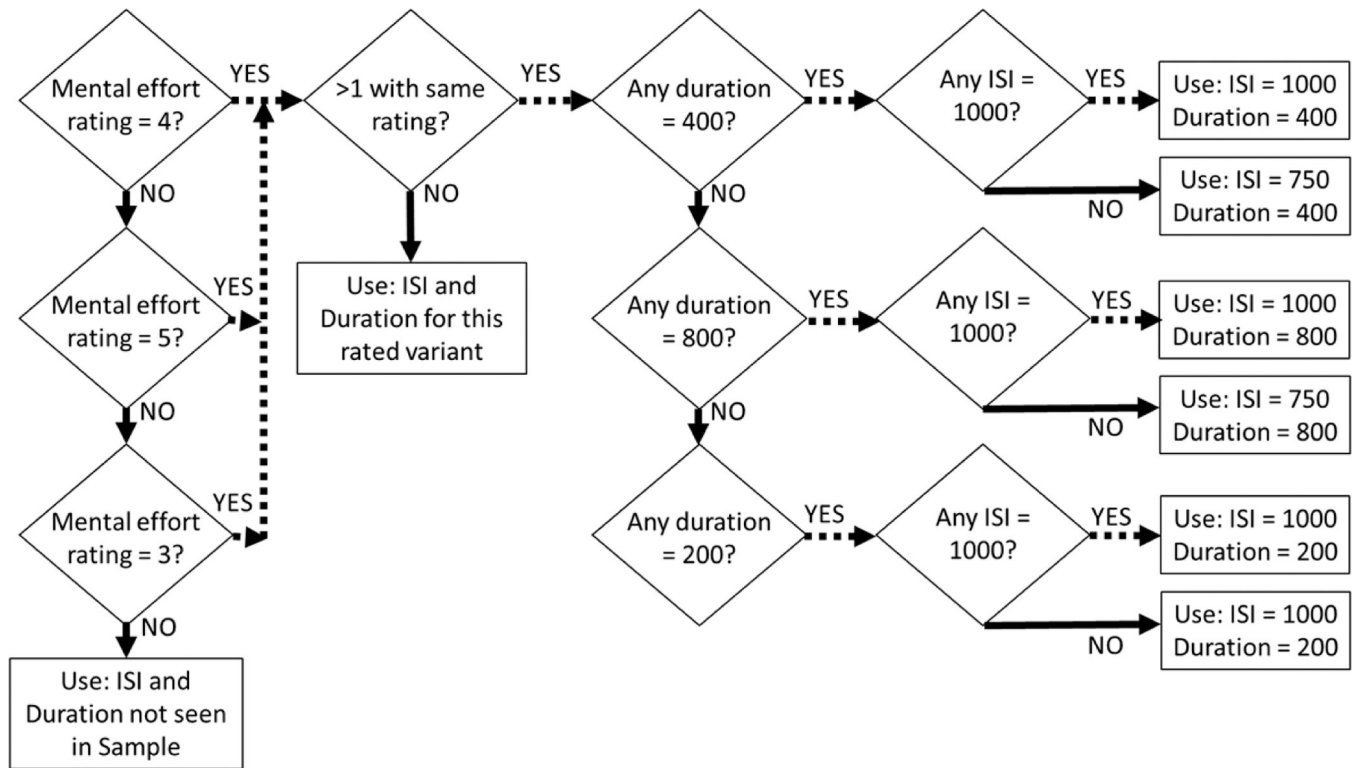 Mental effort
rating = 4?
YES
>1 with same
rating?
YES
Any duration
= 400?
YES
Any ISI =
1000?
YES
Use: ISI = 1000
Duration = 400
NO
NO
NO
NO
Use: ISI = 750
Duration = 400
Mental effort
rating = 5?
YES
Use: ISI and
Duration for this
rated variant
Any duration
= 800?
YES
Any ISI =
1000?
YES
Use: ISI = 1000
Duration = 800
NO
NO
NO
Use: ISI = 750
Duration = 800
Mental effort
rating = 3?
YES
Any duration
= 200?
YES
Any ISI =
1000?
YES
Use: ISI = 1000
Duration = 200
NO
NO
Use: ISI = 1000
Duration = 200
Use: ISI and
Duration not seen
in Sample